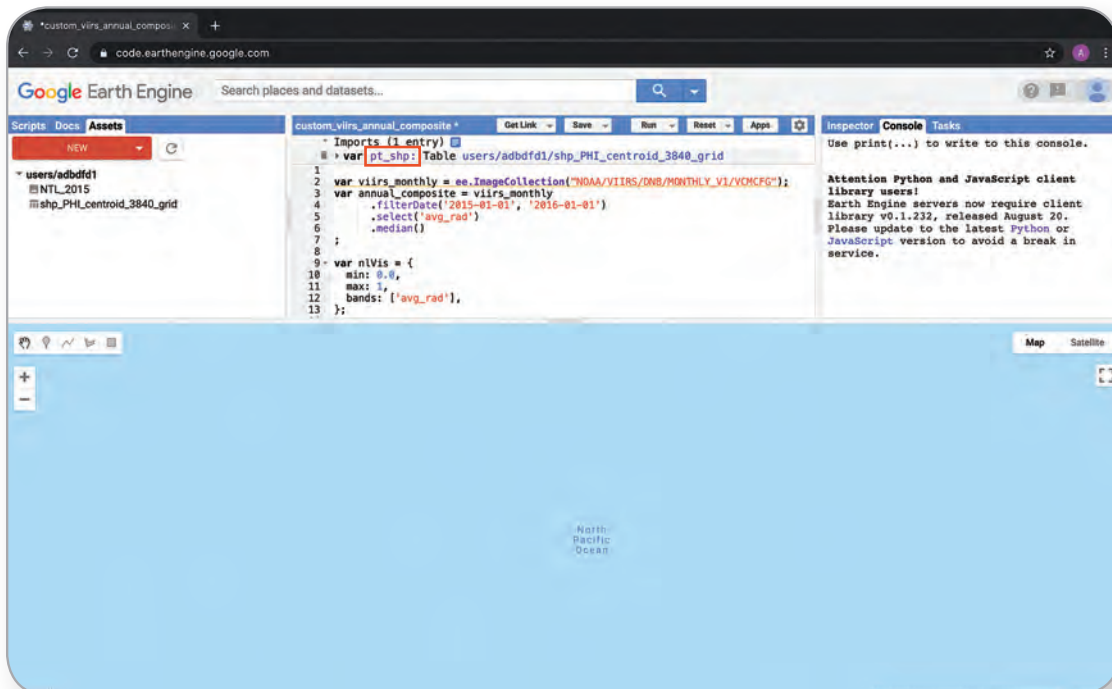 *custom_viirs_annual_composi × +
code.earthengine.google.com
A
Google Earth Engine
Search places and datasets...
Scripts Docs Assets
NEW
users/adbdfd1
NTL_2015
shp_PHI_centroid_3840_grid
custom_viirs_annual_composite *
Get Link Save Run Reset Apps
Imports (1 entry)
var pt_shp: Table users/adbdfd1/shp_PHI_centroid_3840_grid
1
2 var viirs_monthly = ee.ImageCollection("NOAA/VIIRS/DNB/MONTHLY_V1/VCMCFG");
3 var annual_composite = viirs_monthly
4 .filterDate('2015-01-01', '2016-01-01')
5 .select('avg_rad')
6 .median()
7 ;
8
9 var nlVis = {
10 min: 0.0,
11 max: 1,
12 bands: ['avg_rad'],
13 };
Inspector Console Tasks
Use print(...) to write to this console.
Attention Python and JavaScript client
library users!
Earth Engine servers now require client
library v0.1.232, released August 20.
Please update to the latest Python or
JavaScript version to avoid a break in
service.
Map Satellite
+
−
North
Pacific
Ocean